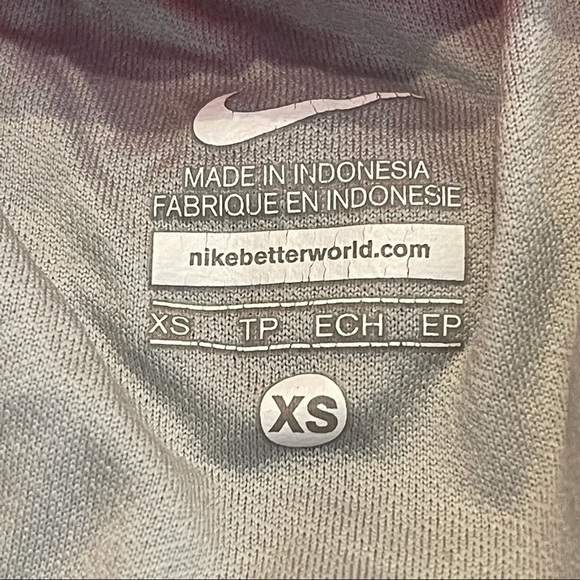 MADE IN INDONESIA
FABRIQUE EN INDONESIE
nikebetterworld.com
XS TP ECH EP
XS